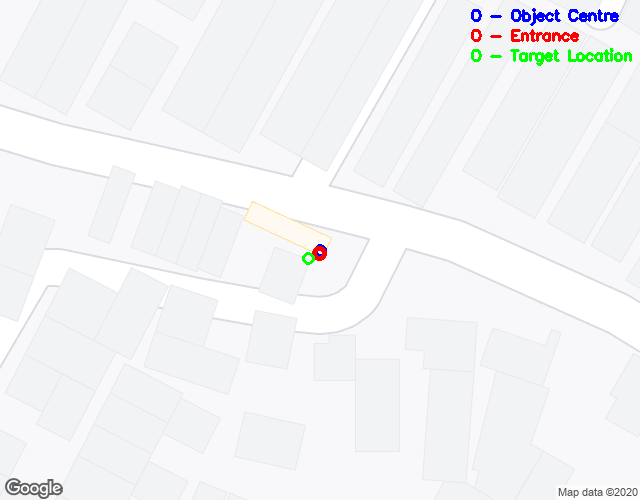 O - Object Centre
O - Entrance
O - Target Location
Google
Map data ©2020